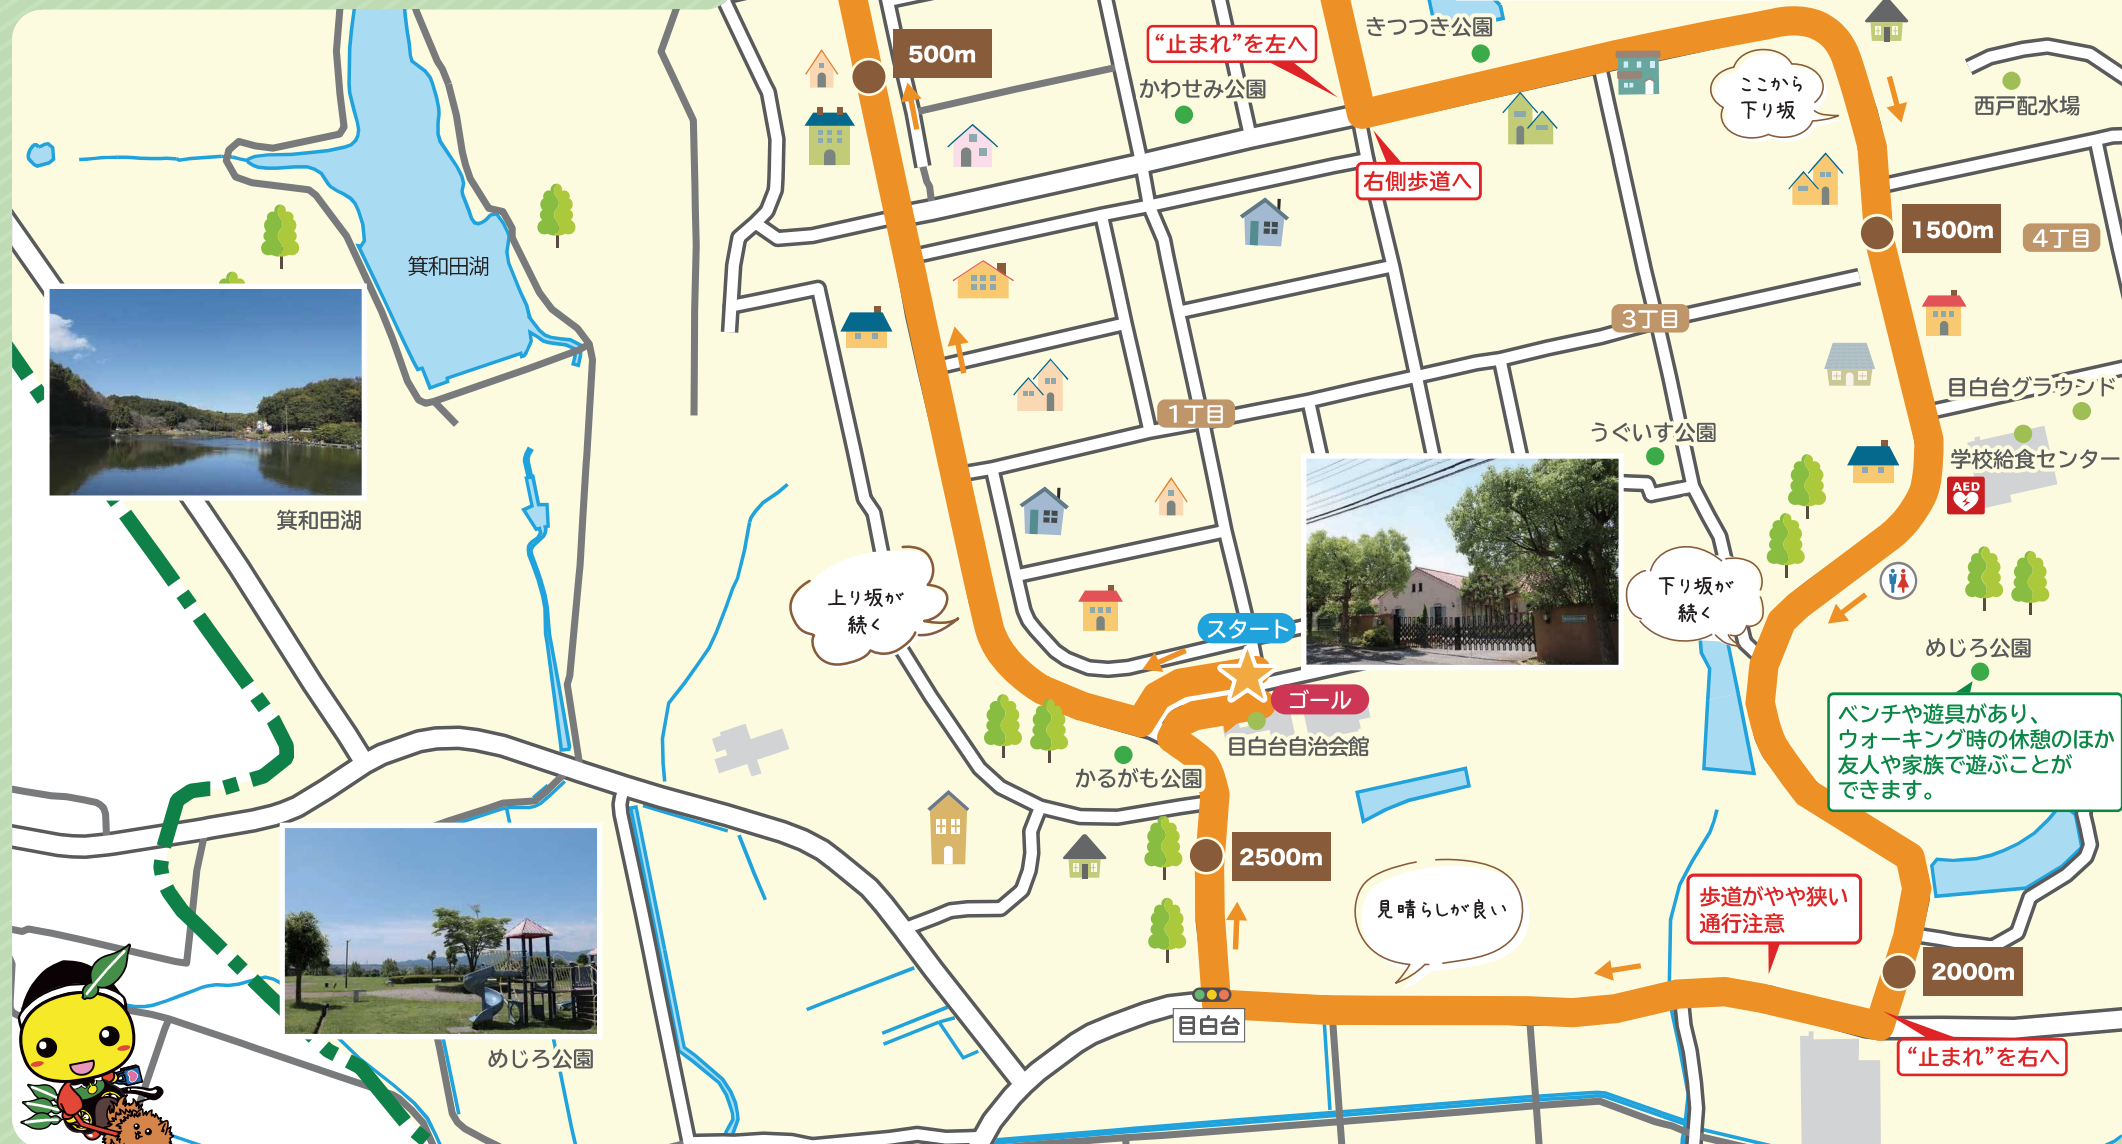 きつつき公園
“止まれ”を左へ
500m
かわせみ公園
ここから
下り坂
西戸配水場
右側歩道へ
1500m
4丁目
箕和田湖
3丁目
目白台グラウンド
1丁目
うぐいす公園
学校給食センター
AED
箕和田湖
上り坂が
続く
下り坂が
続く
スタート
めじろ公園
ゴール
目白台自治会館
ベンチや遊具があり、
ウォーキング時の休憩のほか
友人や家族で遊ぶことが
できます。
かるがも公園
2500m
見晴らしが良い
歩道がやや狭い
通行注意
2000m
目白台
“止まれ”を右へ
めじろ公園